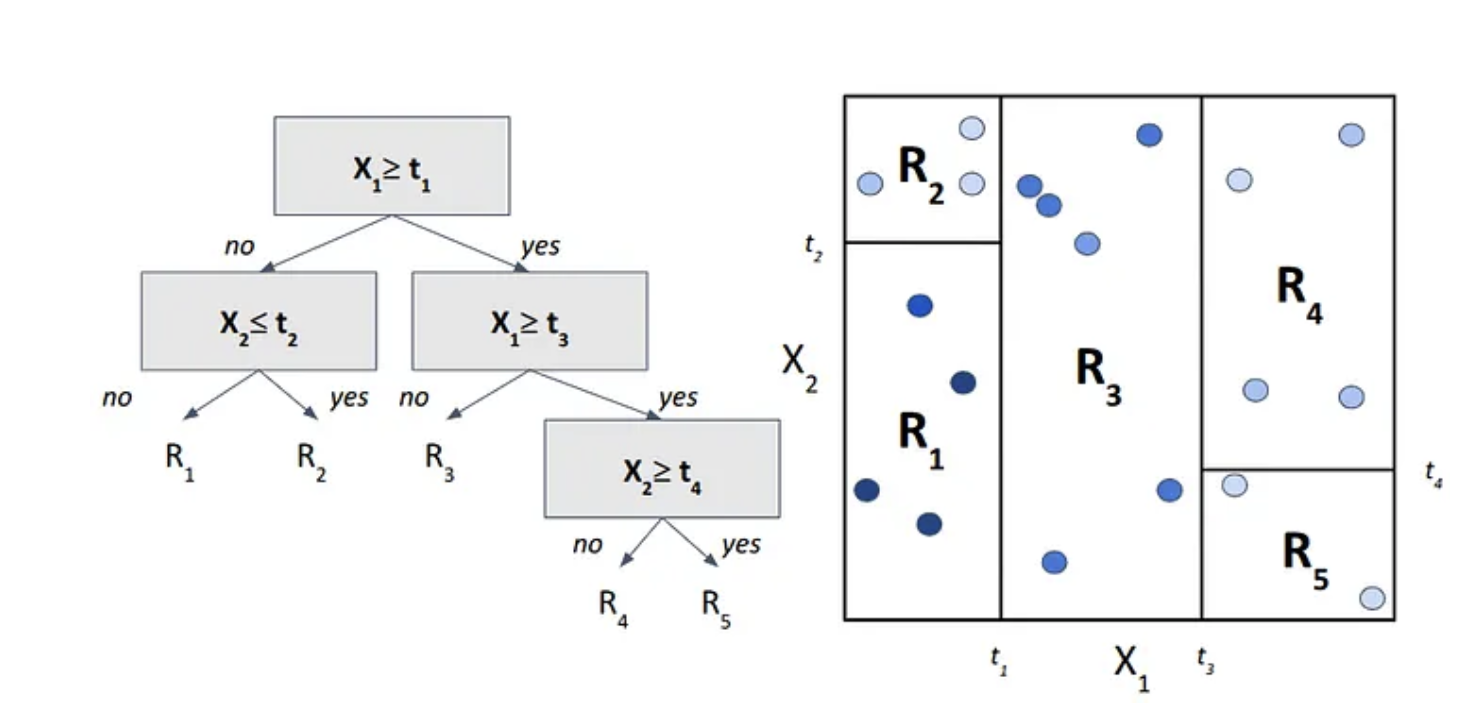 X₁≥ t₁
no yes
X₂≤ t₂
X₁≥ t₃
no yes
no yes
R₁ R₂
R₃
X₂≥ t₄
no yes
R₄ R₅
R₂
t₂
R₄
X₂
R₃
R₁
t₄
R₅
t₁ X₁ t₃